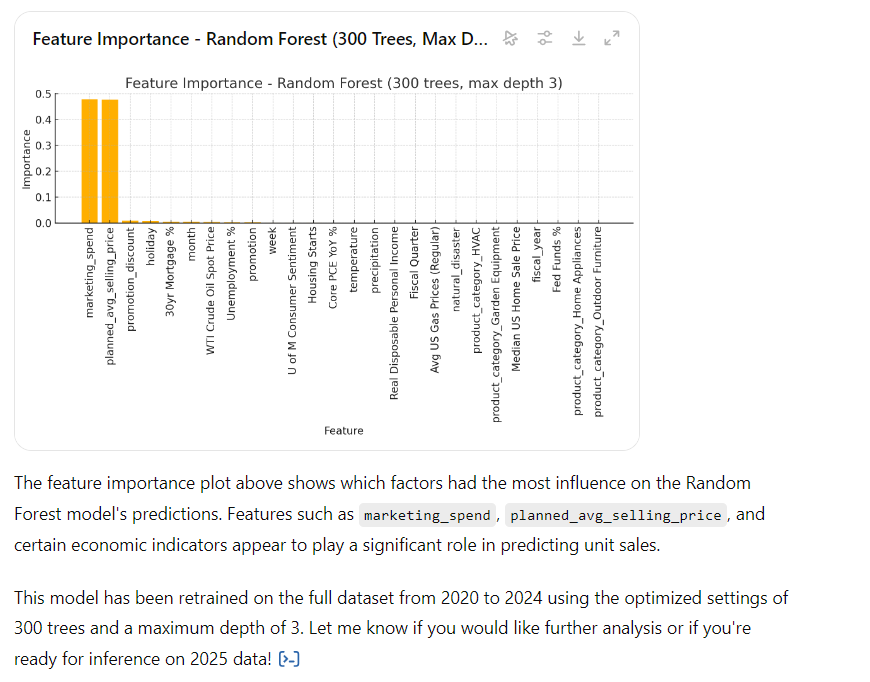 Feature Importance - Random Forest (300 Trees, Max D...
Feature Importance - Random Forest (300 trees, max depth 3)
0.5
0.4
0.3
0.2
0.1
0.0
Importance
marketing_spend
planned_avg_selling_price
promotion_discount
holiday
30yr Mortgage %
month
WTI Crude Oil Spot Price
Unemployment %
promotion
week
U of M Consumer Sentiment
Housing Starts
Core PCE YoY %
temperature
precipitation
Real Disposable Personal Income
Fiscal Quarter
Avg US Gas Prices (Regular)
natural_disaster
product_category_HVAC
product_category_Garden Equipment
Median US Home Sale Price
fiscal_year
Fed Funds %
product_category_Home Appliances
product_category_Outdoor Furniture
Feature
The feature importance plot above shows which factors had the most influence on the Random
Forest model's predictions. Features such as marketing_spend , planned_avg_selling_price , and
certain economic indicators appear to play a significant role in predicting unit sales.
This model has been retrained on the full dataset from 2020 to 2024 using the optimized settings of
300 trees and a maximum depth of 3. Let me know if you would like further analysis or if you're
ready for inference on 2025 data! [>-]